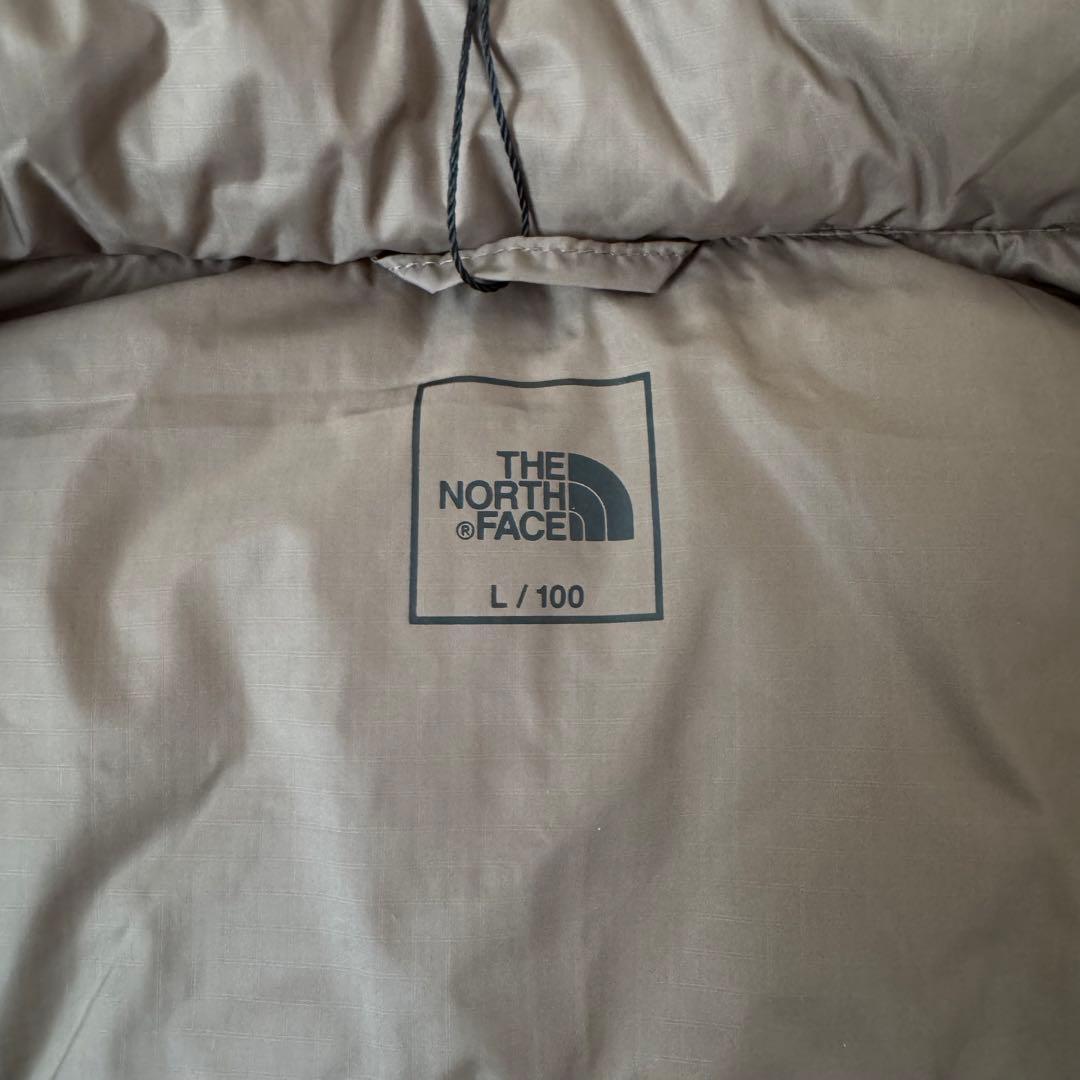 THE
NORTH
®FACE
L / 100